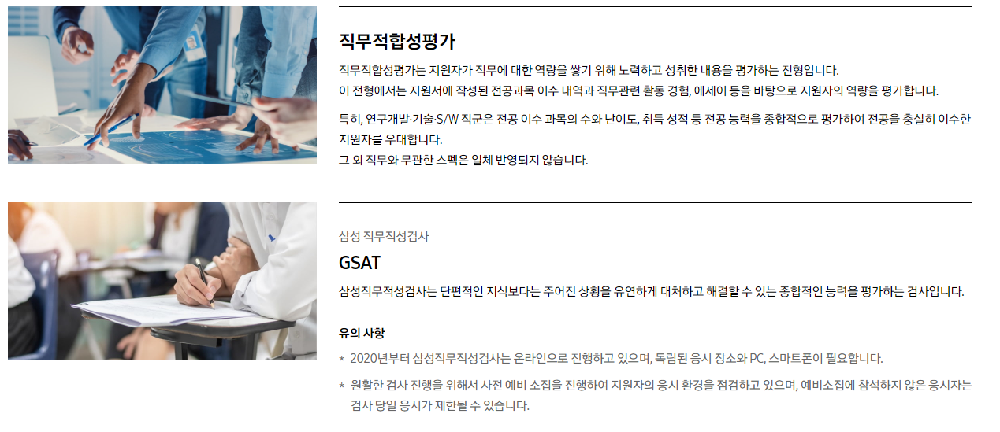 직무적합성평가
직무적합성평가는 지원자가 직무에 대한 역량을 쌓기 위해 노력하고 성취한 내용을 평가하는 전형입니다.
이 전형에서는 지원서에 작성된 전공과목 이수 내역과 직무관련 활동 경험, 에세이 등을 바탕으로 지원자의 역량을 평가합니다.
특히, 연구개발·기술·S/W 직군은 전공 이수 과목의 수와 난이도, 취득 성적 등 전공 능력을 종합적으로 평가하여 전공을 충실히 이수한
지원자를 우대합니다.
그 외 직무와 무관한 스펙은 일체 반영되지 않습니다.
삼성 직무적성검사
GSAT
삼성직무적성검사는 단편적인 지식보다는 주어진 상황을 유연하게 대처하고 해결할 수 있는 종합적인 능력을 평가하는 검사입니다.
유의 사항
* 2020년부터 삼성직무적성검사는 온라인으로 진행하고 있으며, 독립된 응시 장소와 PC, 스마트폰이 필요합니다.
* 원활한 검사 진행을 위해서 사전 예비 소집을 진행하여 지원자의 응시 환경을 점검하고 있으며, 예비소집에 참석하지 않은 응시자는
검사 당일 응시가 제한될 수 있습니다.